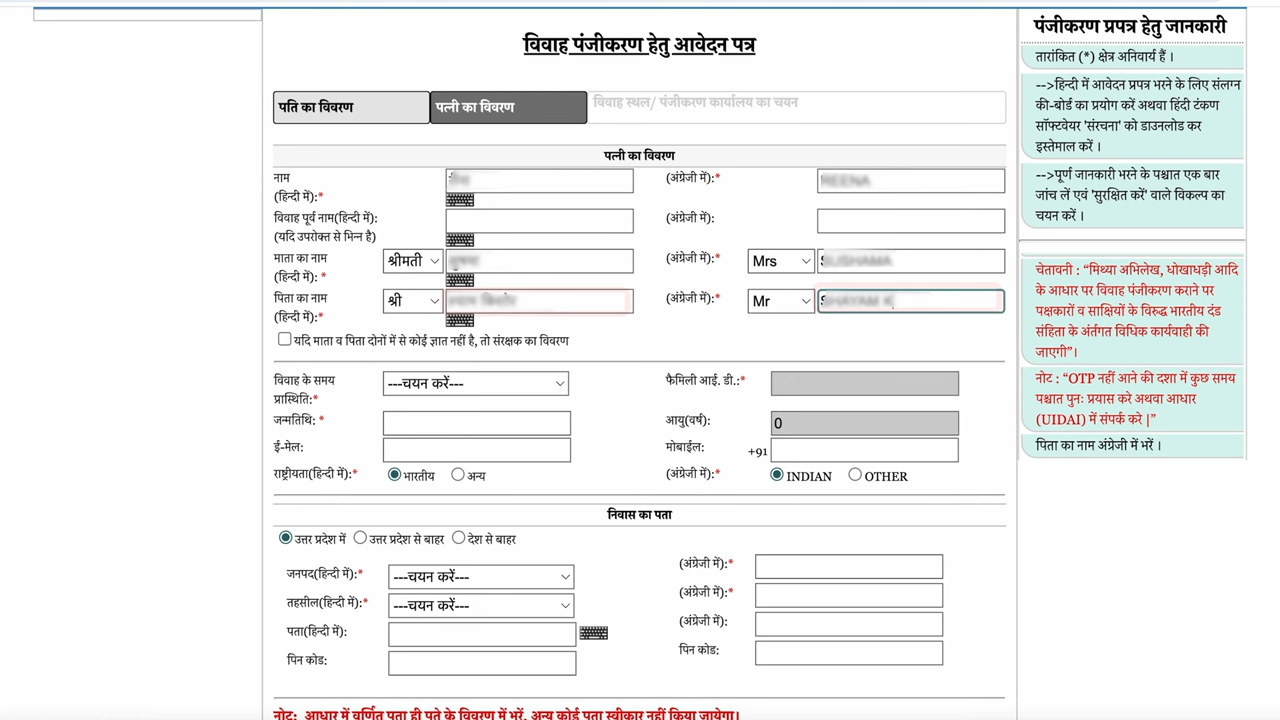 विवाह पंजीकरण हेतु आवेदन पत्र
पति का विवरण
पत्नी का विवरण
विवाह स्थल/ पंजीकरण कार्यालय का चयन
पत्नी का विवरण
नाम
(हिन्दी में):*
(अंग्रेजी में):*
REENA
विवाह पूर्व नाम(हिन्दी में):
(यदि उपरोक्त से भिन्न है)
(अंग्रेजी में):
माता का नाम
(हिन्दी में): *
श्रीमती
(अंग्रेजी में):*
Mrs
SUSHAMA
पिता का नाम
(हिन्दी में):*
श्री
(अंग्रेजी में):*
Mr
SHAYAM K
यदि माता व पिता दोनों में से कोई ज्ञात नहीं है, तो संरक्षक का विवरण
विवाह के समय
प्रास्थिति:*
---चयन करें---
फैमिली आई. डी.:*
जन्मतिथि: *
आयु(वर्ष):
0
ई-मेल:
मोबाईल:
+91
राष्ट्रीयता(हिन्दी में):*
भारतीय
अन्य
(अंग्रेजी में):*
INDIAN
OTHER
निवास का पता
उत्तर प्रदेश में
उत्तर प्रदेश से बाहर
देश से बाहर
जनपद(हिन्दी में):*
---चयन करें---
(अंग्रेजी में):*
तहसील(हिन्दी में):*
---चयन करें---
(अंग्रेजी में):*
पता(हिन्दी में):
(अंग्रेजी में):
पिन कोड:
पिन कोड:
नोट: आधार में वर्णित पता ही पते के विवरण में भरें, अन्य कोई पता स्वीकार नहीं किया जायेगा।
पंजीकरण प्रपत्र हेतु जानकारी
तारांकित (*) क्षेत्र अनिवार्य हैं ।
-->हिन्दी में आवेदन प्रपत्र भरने के लिए संलग्न
की-बोर्ड का प्रयोग करें अथवा हिंदी टंकण
सॉफ्टवेयर 'संरचना' को डाउनलोड कर
इस्तेमाल करें ।
-->पूर्ण जानकारी भरने के पश्चात एक बार
जांच लें एवं 'सुरक्षित करें' वाले विकल्प का
चयन करें ।
चेतावनी : “मिथ्या अभिलेख, धोखाधड़ी आदि
के आधार पर विवाह पंजीकरण कराने पर
पक्षकारों व साक्षियों के विरुद्ध भारतीय दंड
संहिता के अंर्तगत विधिक कार्यवाही की
जाएगी”।
नोट : “OTP नहीं आने की दशा में कुछ समय
पश्चात पुनः प्रयास करे अथवा आधार
(UIDAI) में संपर्क करे |”
पिता का नाम अंग्रेजी में भरें ।